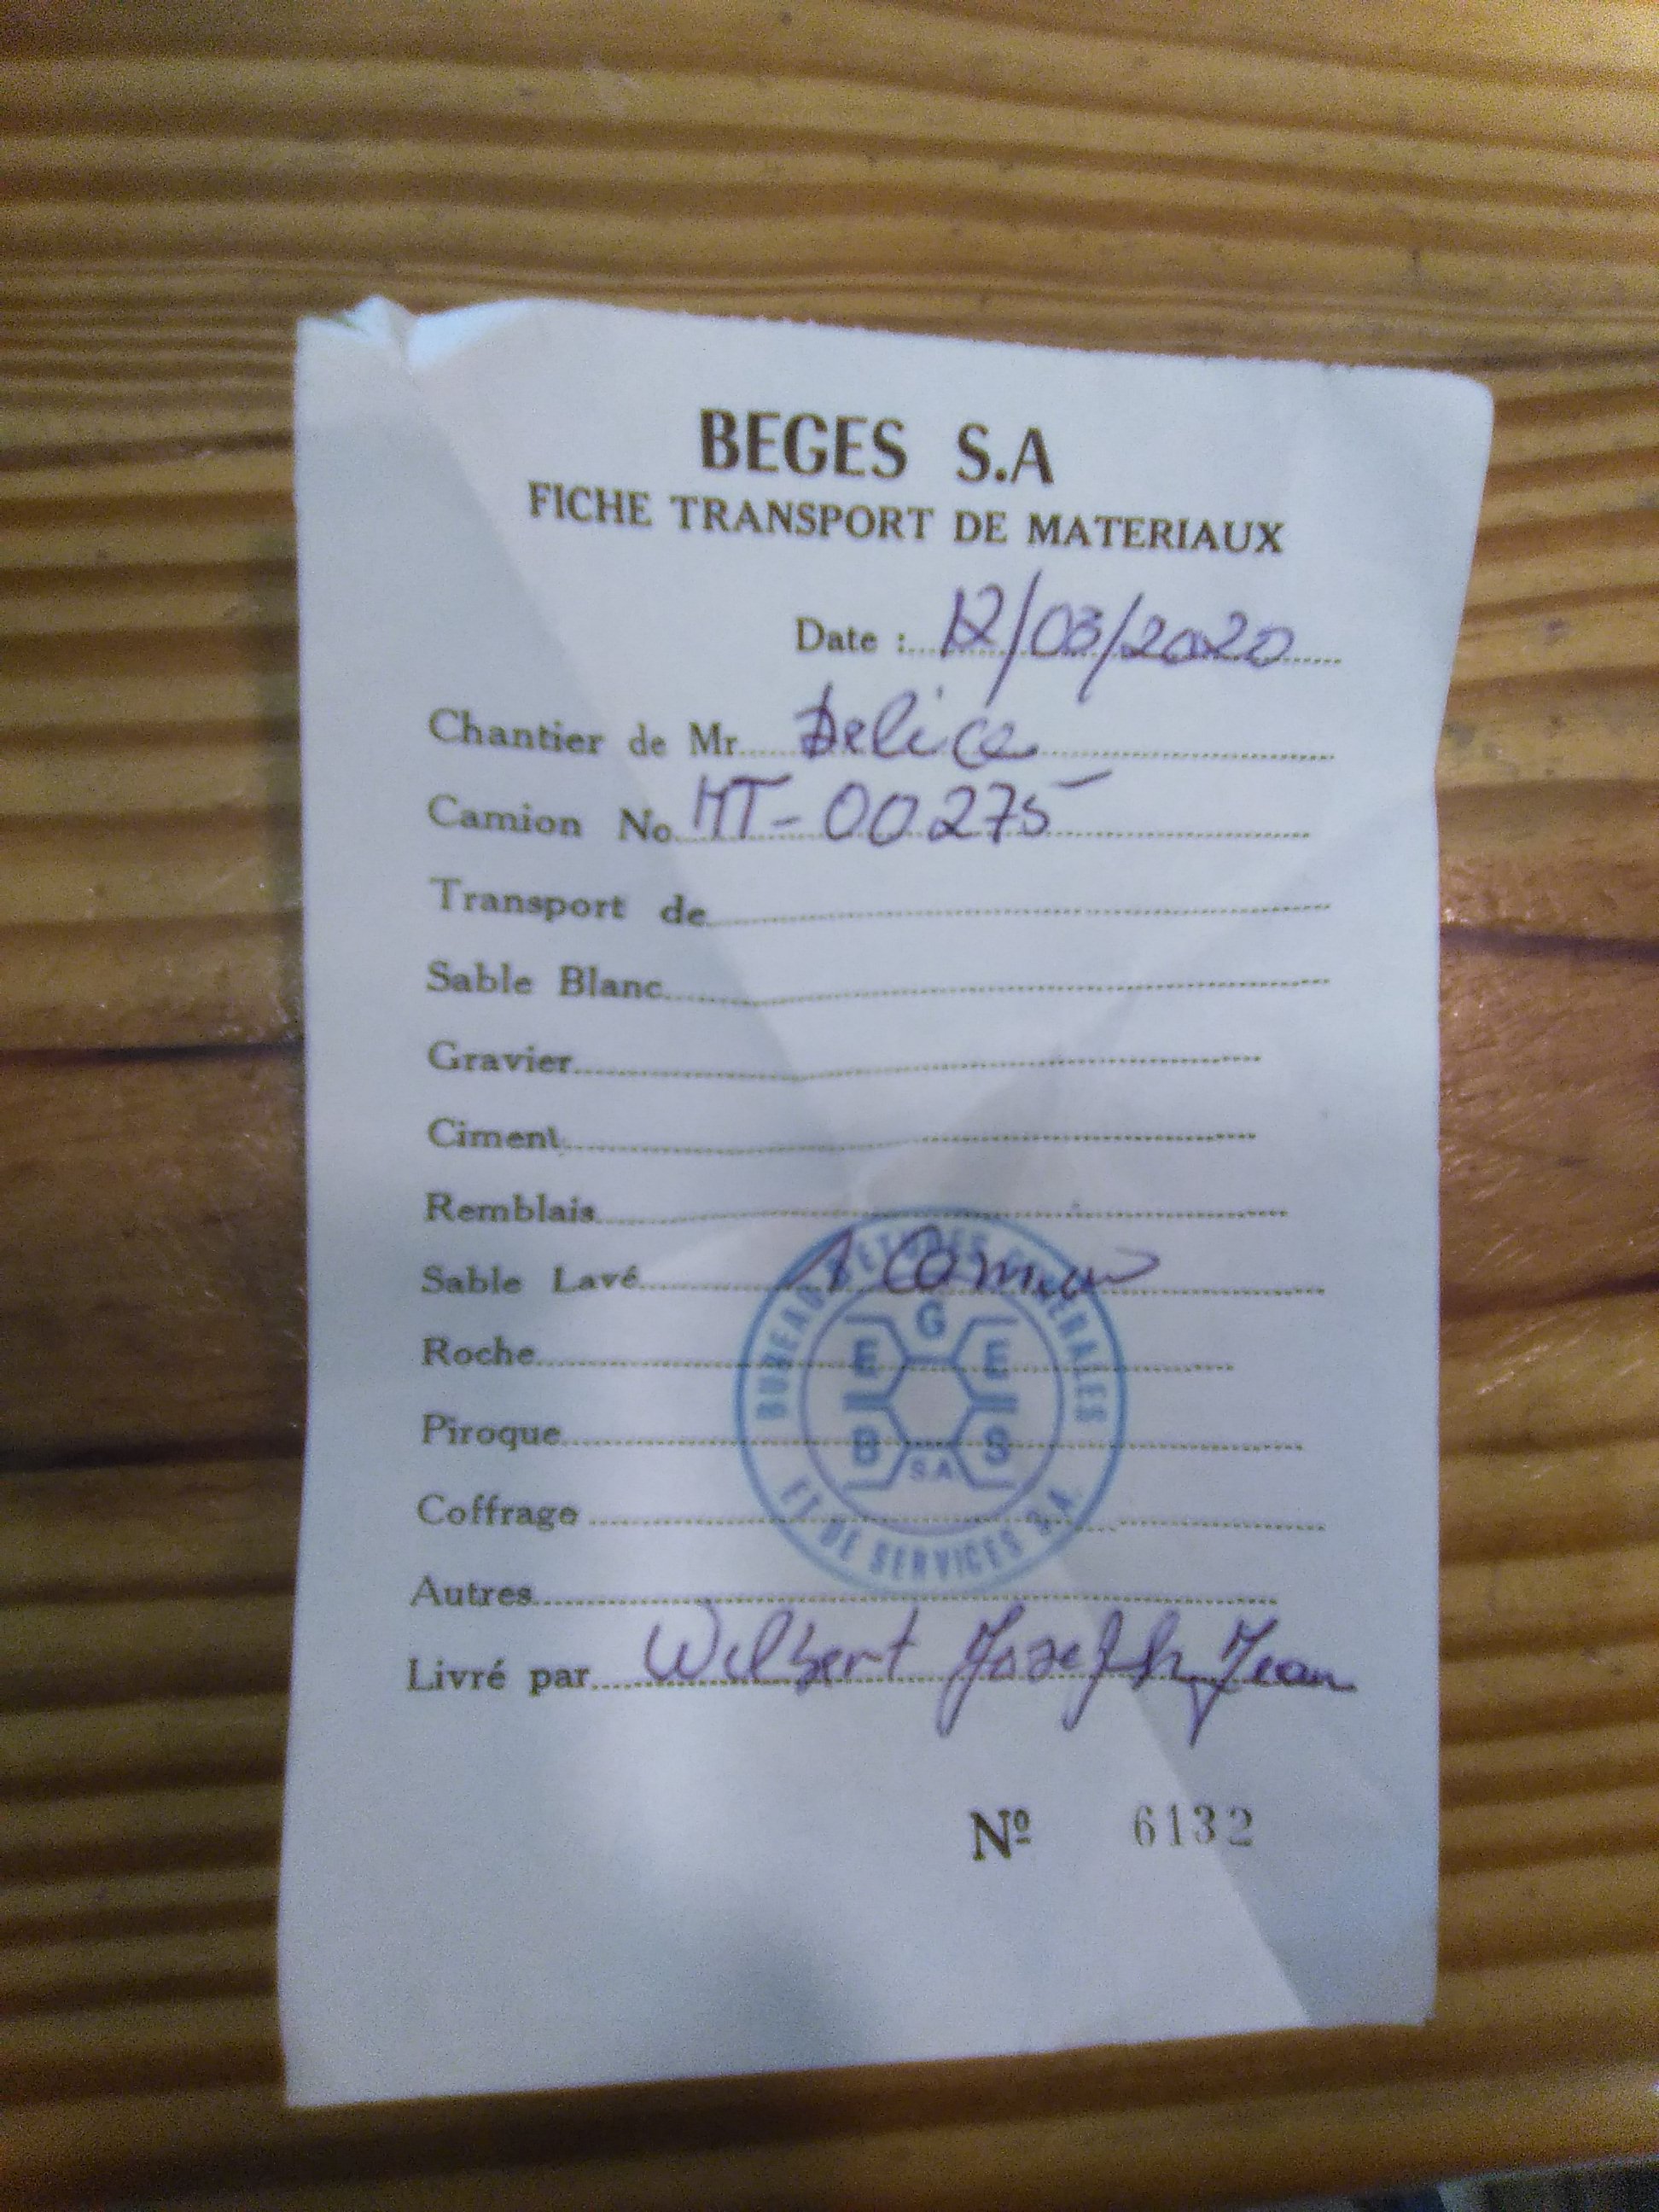 BEGES S.A
FICHE TRANSPORT DE MATERIAUX
Date : 12/03/2020
Chantier de Mr Delice
Camion No. MT-00275
Transport de
Sable Blanc
Gravier
Ciment
Remblais
Sable Lavé 1 Camion
Roche
Piroque
Coffrage
Autres
Livré par Wilbert Joseph Jean
Nº 6132
BUREAU D'ETUDES GENERALES
ET DE SERVICES S.A.
B E G E S
S.A